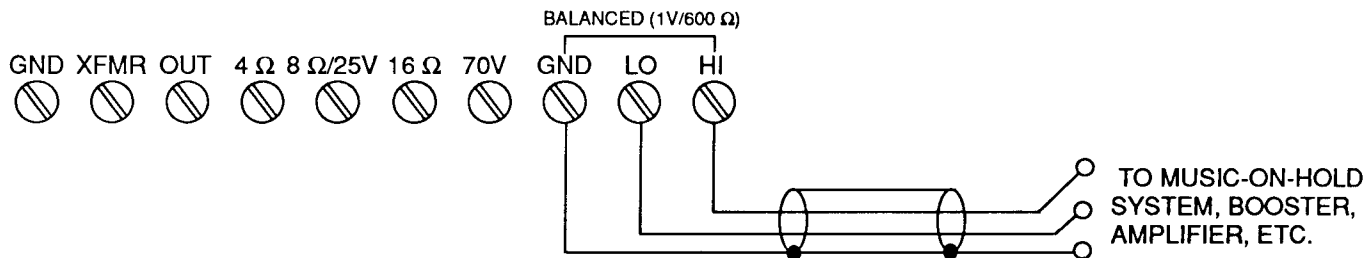 BALANCED (1V/600 Ω)
GND XFMR OUT 4 Ω 8 Ω/25V 16 Ω 70V GND LO HI
TO MUSIC-ON-HOLD
SYSTEM, BOOSTER,
AMPLIFIER, ETC.